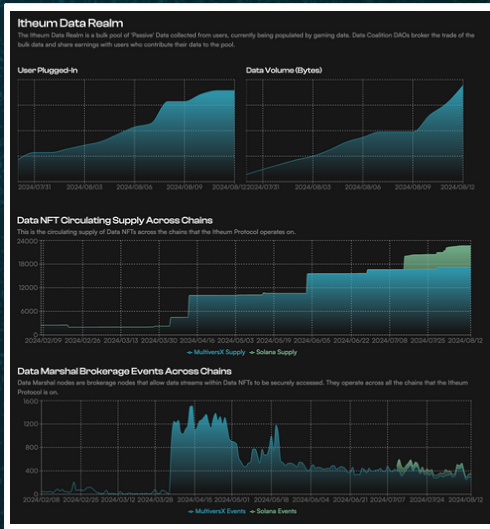 Itheum Data Realm
The Itheum Data Realm is a bulk pool of 'Passive' Data collected from users, currently being populated by gaming data. Data Coalition DAOs broker the trade of the
bulk data and share earnings with users who contribute their data to the pool.
User Plugged-In Data Volume (Bytes)
2024/07/31 2024/08/03 2024/08/06 2024/08/09 2024/08/12 2024/07/31 2024/08/03 2024/08/06 2024/08/09 2024/08/12
Data NFT Circulating Supply Across Chains
This is the circulating supply of Data NFTs across the chains that the Itheum Protocol operates on.
24000
18000
12000
6000
0
2024/02/09 2024/02/26 2024/03/13 2024/03/30 2024/04/16 2024/05/03 2024/05/19 2024/06/05 2024/06/22 2024/07/08 2024/07/25 2024/08/12
MultiversX Supply Solana Supply
Data Marshal Brokerage Events Across Chains
Data Marshal nodes are brokerage nodes that allow data streams within Data NFTs to be securely accessed. They operate across all the chains that the Itheum
Protocol is on.
1600
1200
800
400
0
2024/02/08 2024/02/26 2024/03/12 2024/03/28 2024/04/15 2024/05/01 2024/05/18 2024/06/04 2024/06/20 2024/07/07 2024/07/24 2024/08/12
MultiversX Events Solana Events